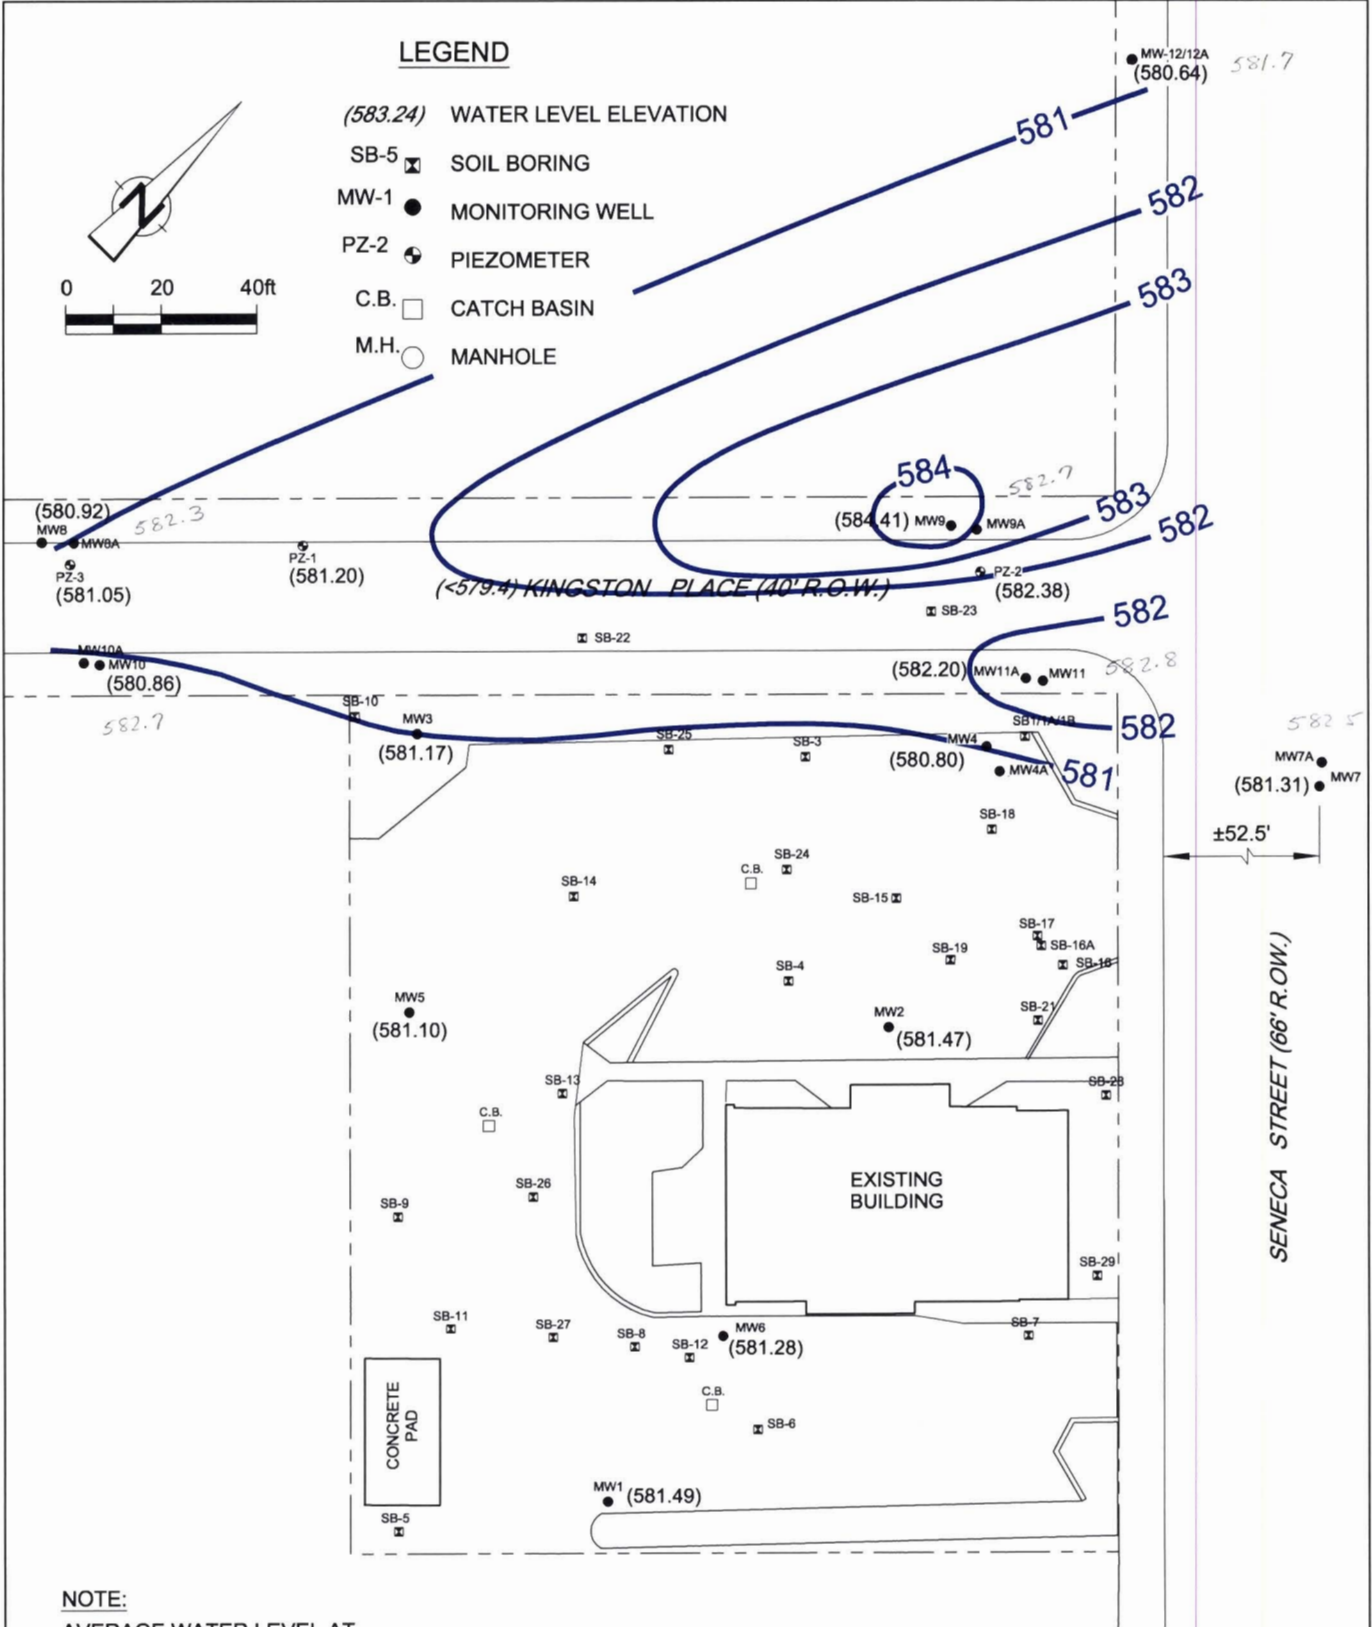 LEGEND
(583.24) WATER LEVEL ELEVATION
SB-5 SOIL BORING
MW-1 MONITORING WELL
PZ-2 PIEZOMETER
C.B. CATCH BASIN
M.H. MANHOLE
N
0 20 40ft
MW-12/12A
(580.64)
581.7
581
582
583
584
582.7
583
582
(580.92)
MW8
MW8A
582.3
PZ-3
(581.05)
PZ-1
(581.20)
(584.41) MW9
MW9A
(<579.4) KINGSTON PLACE (40' R.O.W.)
PZ-2
(582.38)
SB-23
SB-22
582
MW10A
MW10
(580.86)
582.7
(582.20) MW11A
MW11
582.8
SB-10
MW3
(581.17)
SB-25
SB-3
MW4
(580.80)
MW4A
SB1/1A/1B
582
581
582.5
MW7A
MW7
(581.31)
±52.5'
SB-18
SB-24
C.B.
SB-14
SB-15
SB-17
SB-16A
SB-16
SB-19
SB-4
SB-21
MW5
(581.10)
MW2
(581.47)
SENECA STREET (66' R.OW.)
SB-13
C.B.
SB-28
SB-26
SB-9
EXISTING
BUILDING
SB-29
SB-11
SB-27
SB-8
SB-12
MW6
(581.28)
SB-7
CONCRETE
PAD
C.B.
SB-6
MW1 (581.49)
SB-5
NOTE:
AVERAGE WATER LEVEL AT